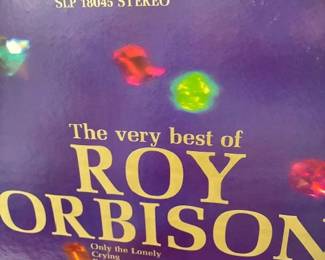 SLP 18045 STEREO
The very best of
ROY
ORBISON
Only the Lonely
Crying